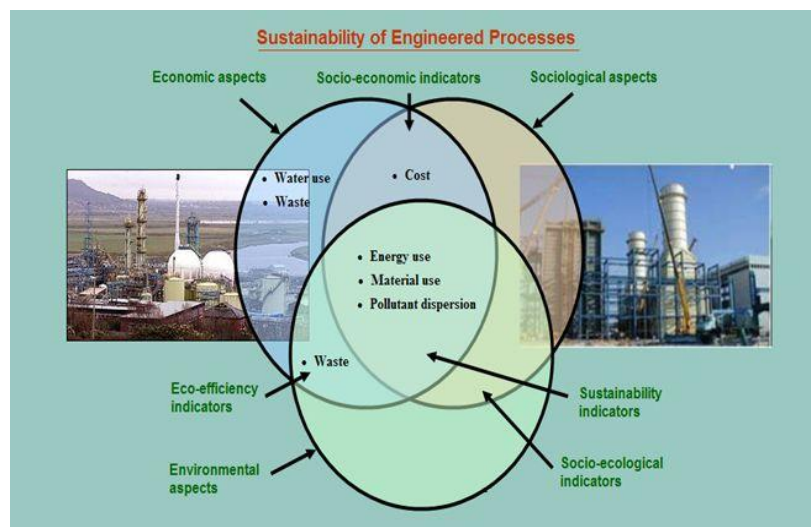 Sustainability of Engineered Processes
Economic aspects
Socio-economic indicators
Sociological aspects
• Water use
• Waste
• Cost
• Energy use
• Material use
• Pollutant dispersion
• Waste
Eco-efficiency
indicators
Sustainability
indicators
Environmental
aspects
Socio-ecological
indicators